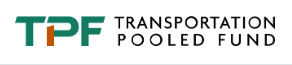 TPF TRANSPORTATION
POOLED FUND